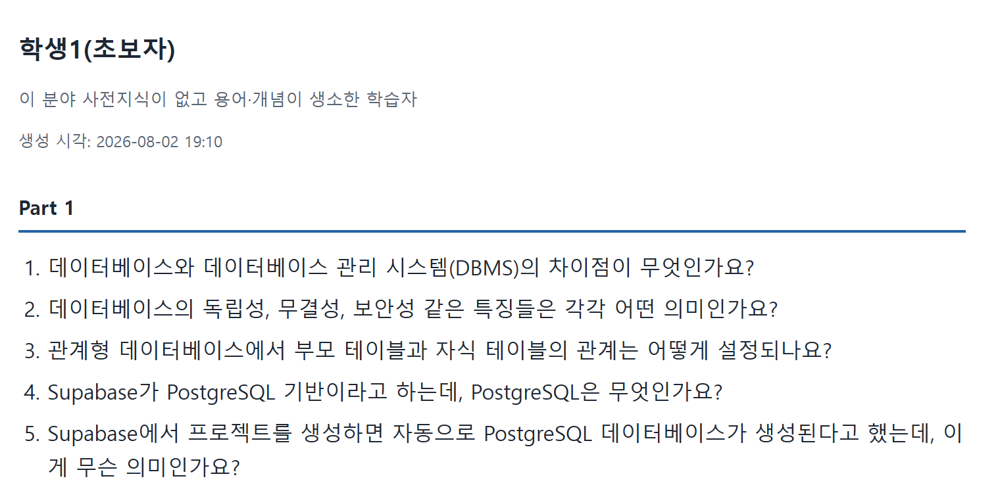 학생1(초보자)
이 분야 사전지식이 없고 용어·개념이 생소한 학습자
생성 시각: 2026-08-02 19:10
Part 1
1. 데이터베이스와 데이터베이스 관리 시스템(DBMS)의 차이점이 무엇인가요?
2. 데이터베이스의 독립성, 무결성, 보안성 같은 특징들은 각각 어떤 의미인가요?
3. 관계형 데이터베이스에서 부모 테이블과 자식 테이블의 관계는 어떻게 설정되나요?
4. Supabase가 PostgreSQL 기반이라고 하는데, PostgreSQL은 무엇인가요?
5. Supabase에서 프로젝트를 생성하면 자동으로 PostgreSQL 데이터베이스가 생성된다고 했는데, 이
게 무슨 의미인가요?